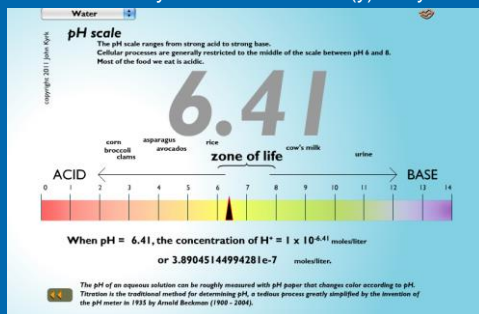 Water
pH scale
The pH scale ranges from strong acid to strong base.
Cellular processes are generally restricted to the middle of the scale between pH 6 and 8.
Most of the food we eat is acidic.
copyright 2011 John Kyrk
6.41
corn
broccoli
clams
asparagus
avocados
rice
cow's milk
urine
zone of life
ACID
BASE
0 1 2 3 4 5 6 7 8 9 10 11 12 13 14
When pH = 6.41, the concentration of H⁺ = 1 x 10⁻⁶·⁴¹ moles/liter
or 3.89045144994281e-7 moles/liter.
The pH of an aqueous solution can be roughly measured with pH paper that changes color according to pH.
Titration is the traditional method for determining pH, a tedious process greatly simplified by the invention of
the pH meter in 1935 by Arnold Beckman (1900 - 2004).